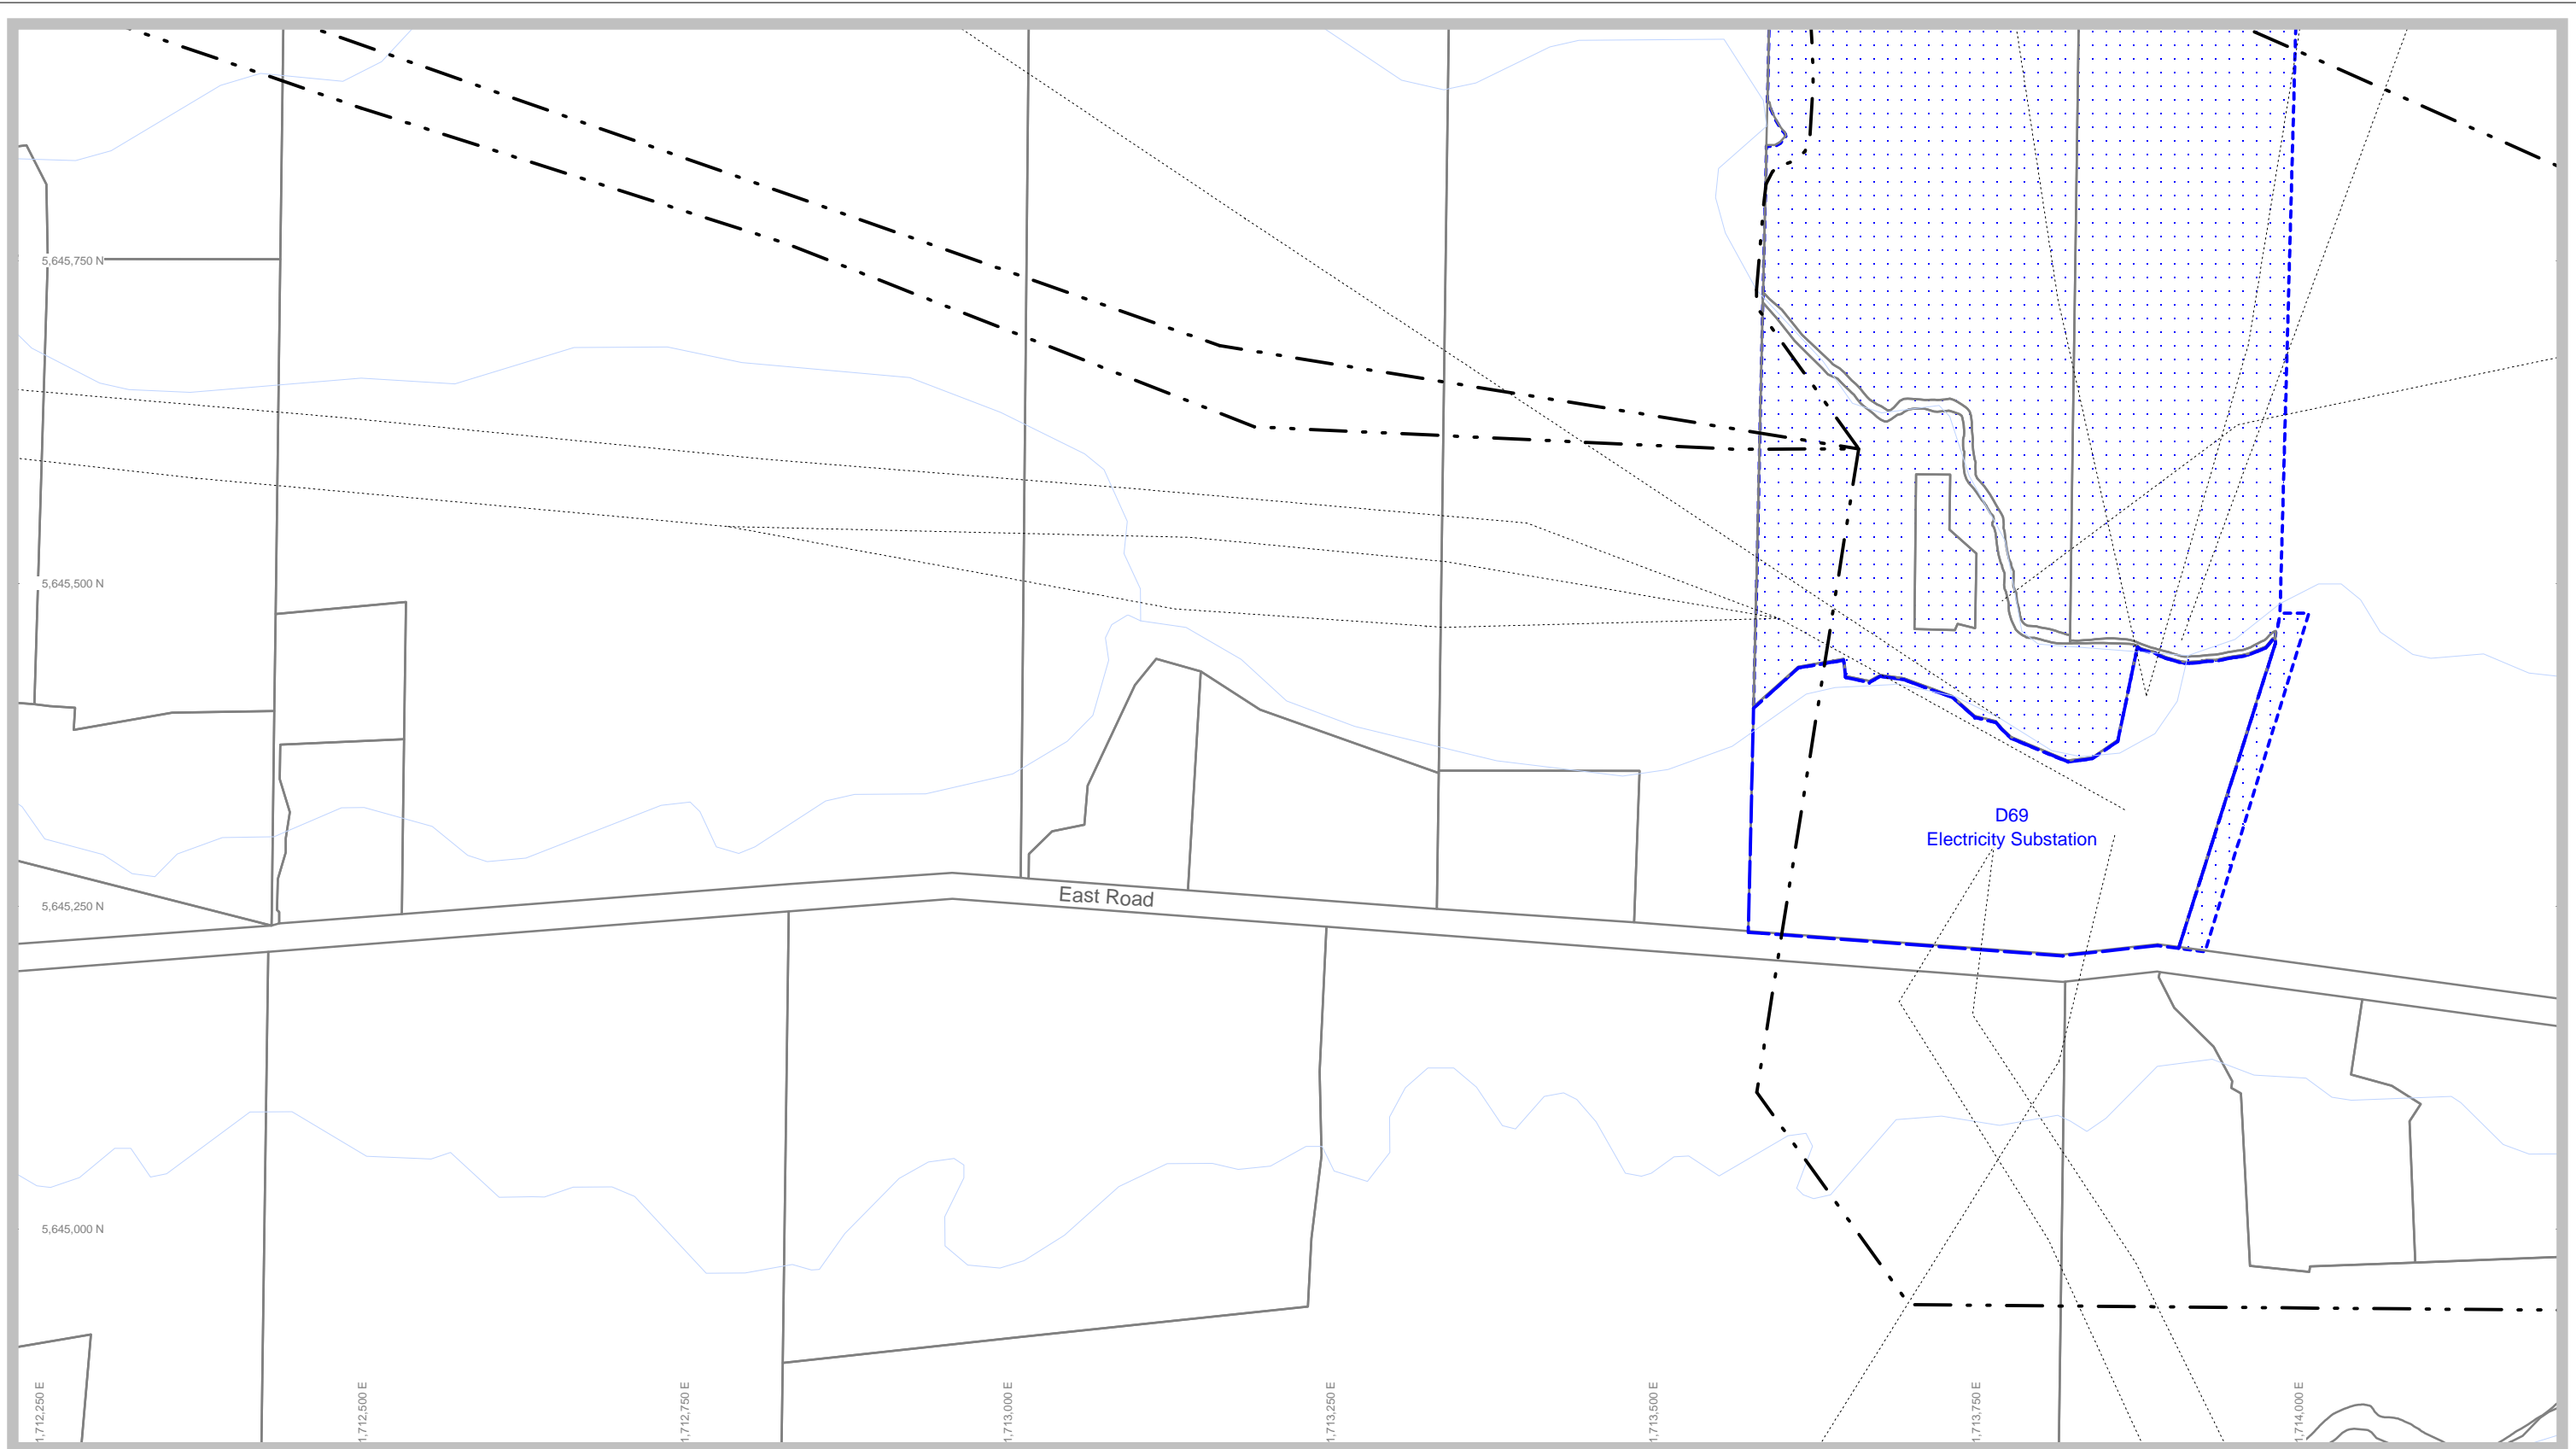 5,645,750 N
5,645,500 N
D69
Electricity Substation
East Road
5,645,250 N
5,645,000 N
1,712,250 E
1,712,500 E
1,712,750 E
1,713,000 E
1,713,250 E
1,713,500 E
1,713,750 E
1,714,000 E